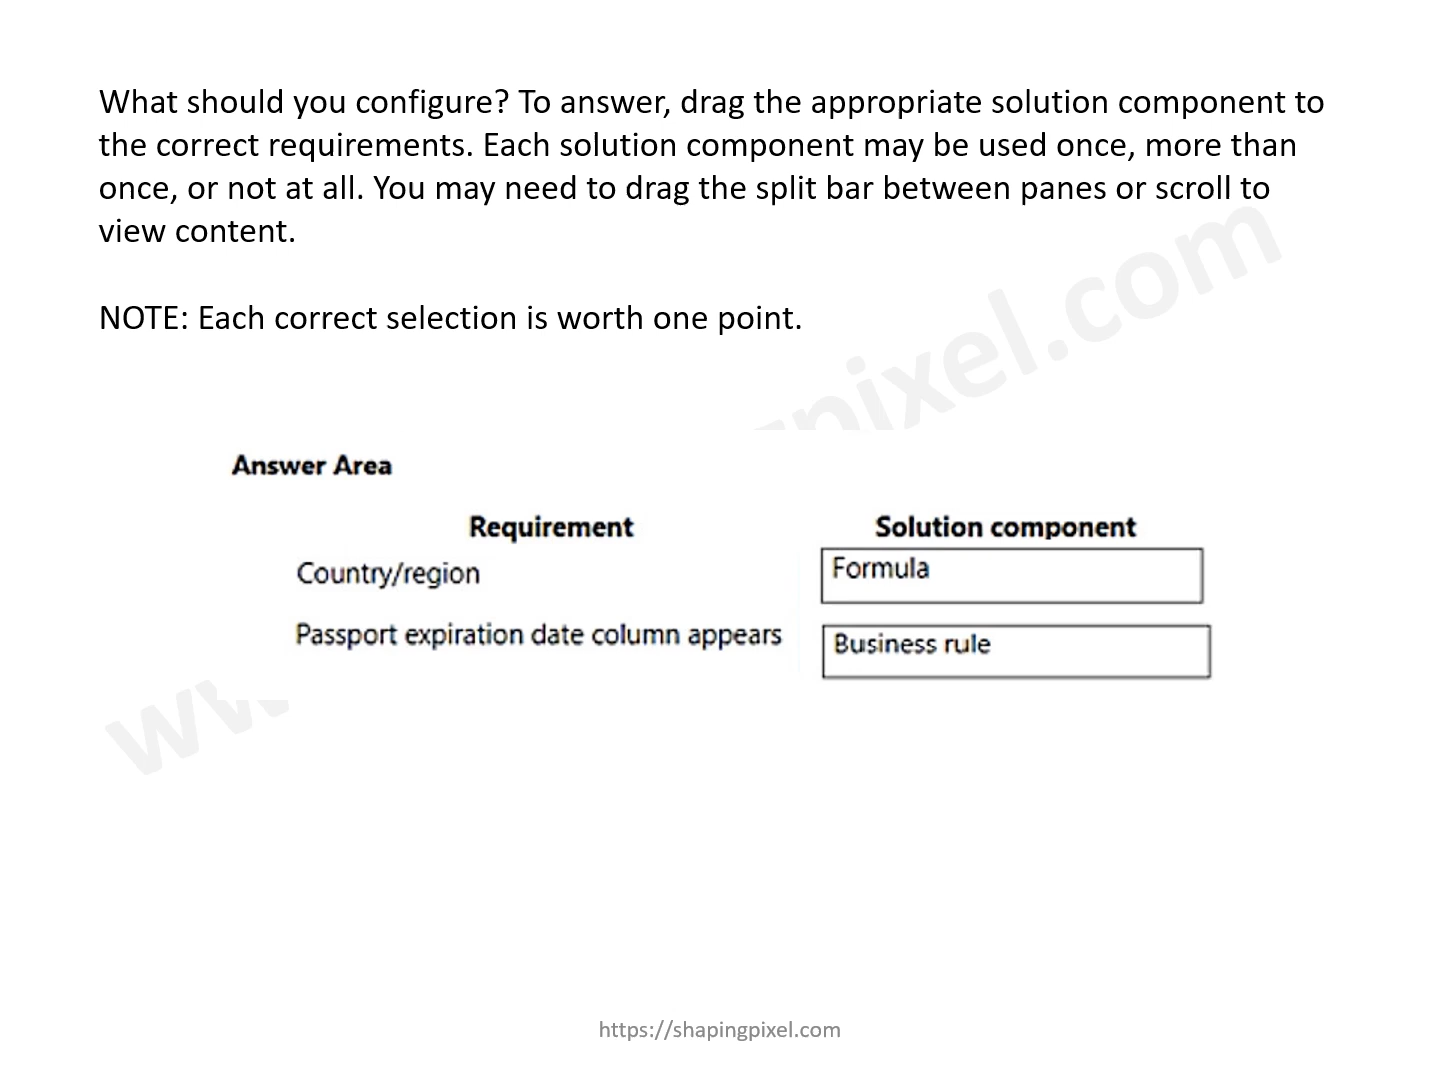 What should you configure? To answer, drag the appropriate solution component to
the correct requirements. Each solution component may be used once, more than
once, or not at all. You may need to drag the split bar between panes or scroll to
view content.
NOTE: Each correct selection is worth one point.
pixel.com
Answer Area
Requirement Solution component
Country/region Formula
Passport expiration date column appears Business rule
https://shapingpixel.com